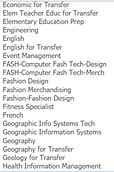 Economic for Transfer
Elem Teacher Educ for Transfer
Elementary Education Prep
Engineering
English
English for Transfer
Event Management
FASH-Computer Fash Tech-Design
FASH-Computer Fash Tech-Merch
Fashion Design
Fashion Merchandising
Fashion-Fashion Design
Fitness Specialist
French
Geographic Info Systems Tech
Geographic Information Systems
Geography
Geography for Transfer
Geology for Transfer
Health Information Management